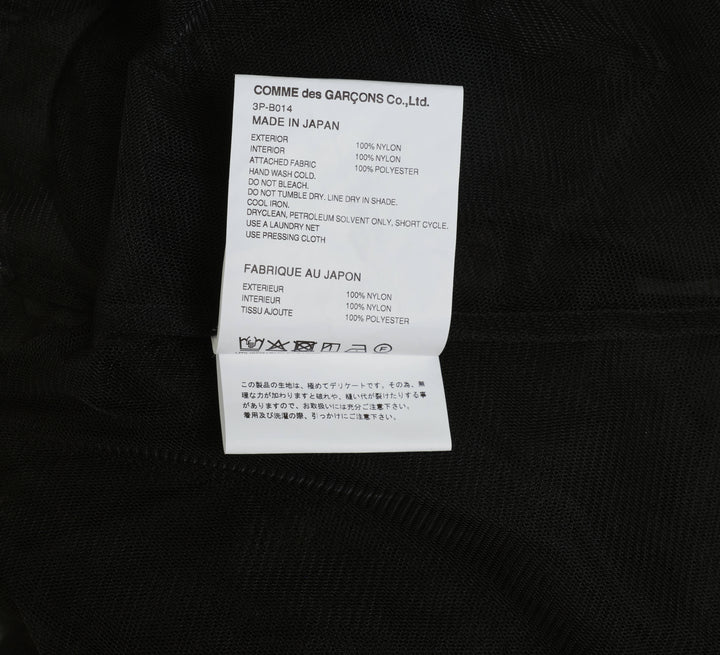 COMME des GARÇONS Co.,Ltd.
3P-B014
MADE IN JAPAN
EXTERIOR 100% NYLON
INTERIOR 100% NYLON
ATTACHED FABRIC 100% POLYESTER
HAND WASH COLD.
DO NOT BLEACH.
DO NOT TUMBLE DRY. LINE DRY IN SHADE.
COOL IRON.
DRYCLEAN, PETROLEUM SOLVENT ONLY, SHORT CYCLE.
USE A LAUNDRY NET
USE PRESSING CLOTH
FABRIQUE AU JAPON
EXTERIEUR 100% NYLON
INTERIEUR 100% NYLON
TISSU AJOUTE 100% POLYESTER
F
この製品の生地は、極めてデリケートです。その為、無
理な力が加わりますと破れや、縫い代が裂けたりする事
がありますので、お取扱いには充分ご注意下さい。
着用及び洗濯の際、引っかけにご注意下さい。